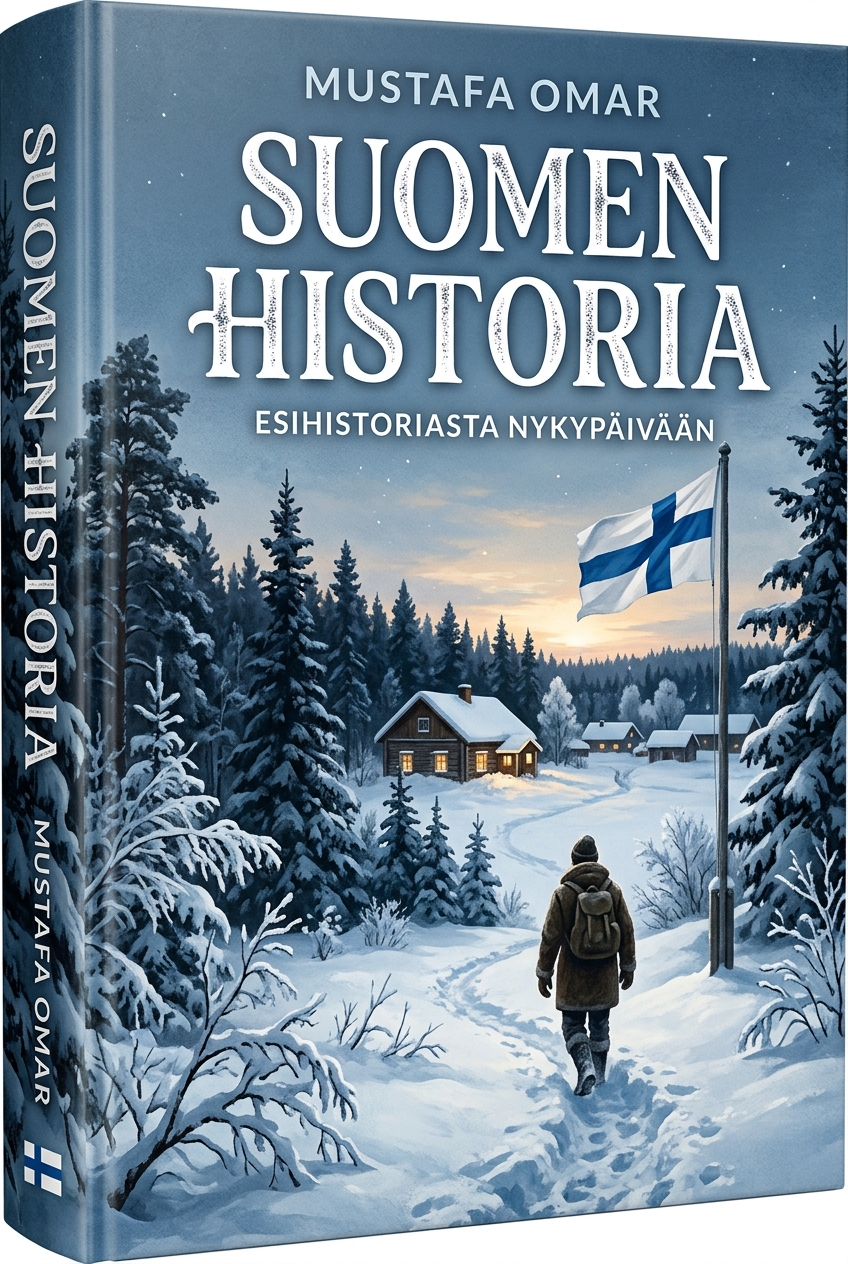 MUSTAFA OMAR
SUOMEN
HISTORIA
ESIHISTORIASTA NYKYPÄIVÄÄN
SUOMEN HISTORIA
MUSTAFA OMAR